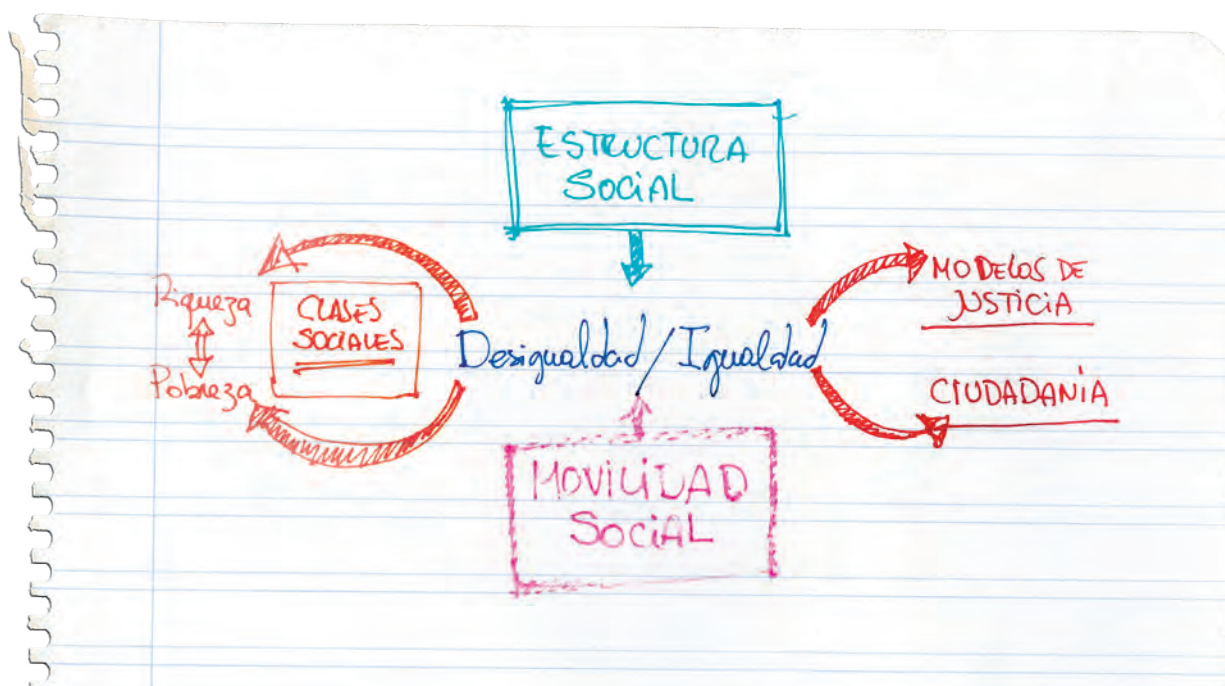 ESTRUCTURA
SOCIAL
Riqueza
Pobreza
CLASES
SOCIALES
Desigualdad/Igualdad
MODELOS DE
JUSTICIA
CIUDADANIA
MOVILIDAD
SOCIAL